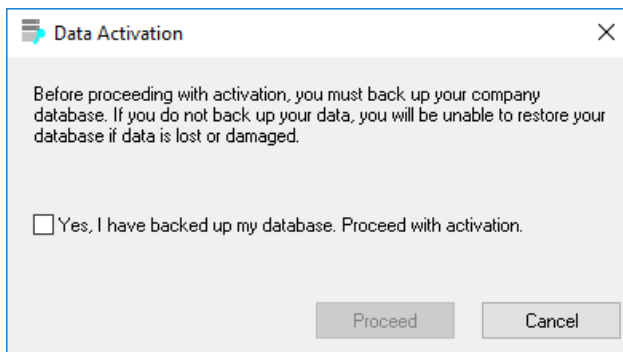 Data Activation
Before proceeding with activation, you must back up your company
database. If you do not back up your data, you will be unable to restore your
database if data is lost or damaged.
Yes, I have backed up my database. Proceed with activation.
Proceed
Cancel